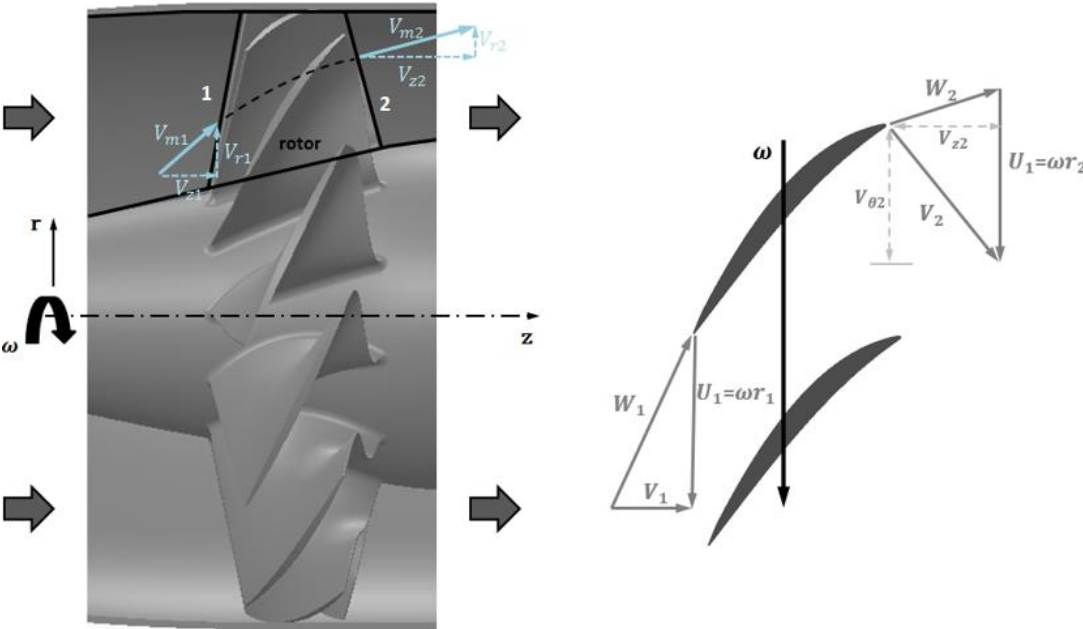 V_m2
V_r2
V_z2
1
2
V_m1
V_r1
V_z1
rotor
r
z
ω
ω
W_2
V_z2
U_1=ωr_2
V_θ2
V_2
W_1
U_1=ωr_1
V_1